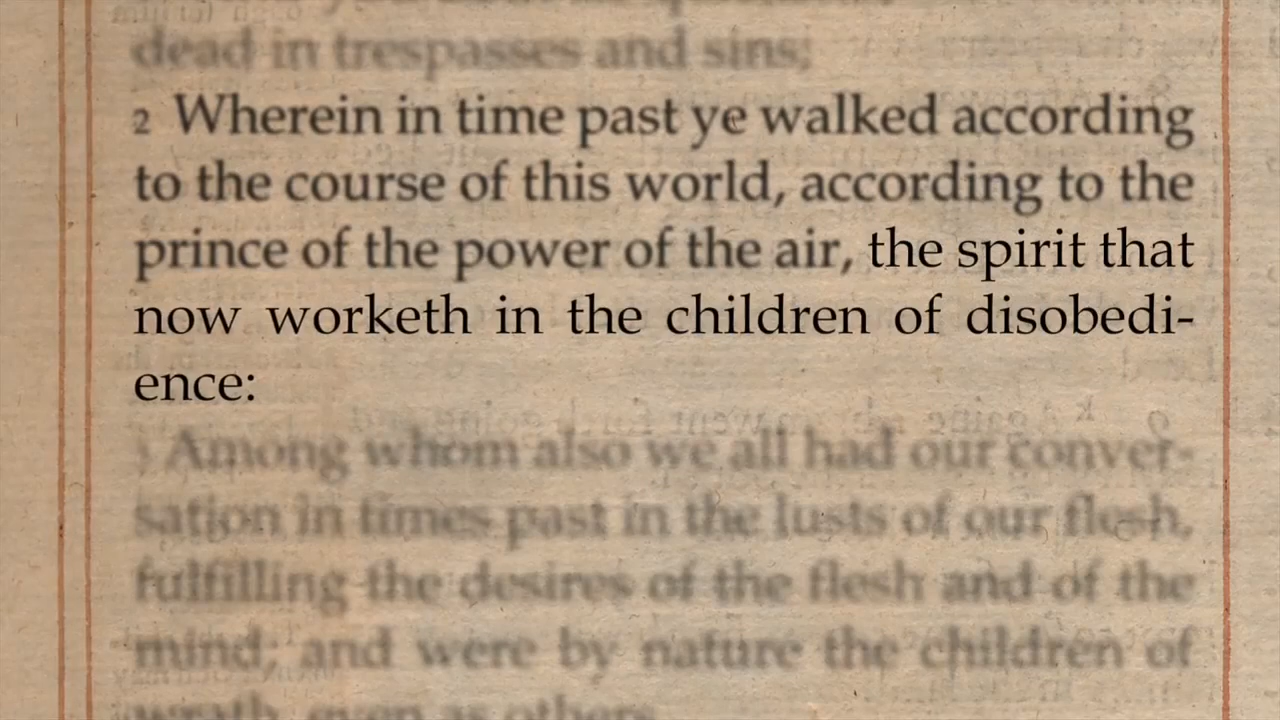 dead in trespasses and sins;
2 Wherein in time past ye walked according
to the course of this world, according to the
prince of the power of the air, the spirit that
now worketh in the children of disobedi-
ence:
3 Among whom also we all had our conver-
sation in times past in the lusts of our flesh,
fulfilling the desires of the flesh and of the
mind; and were by nature the children of
wrath, even as others.